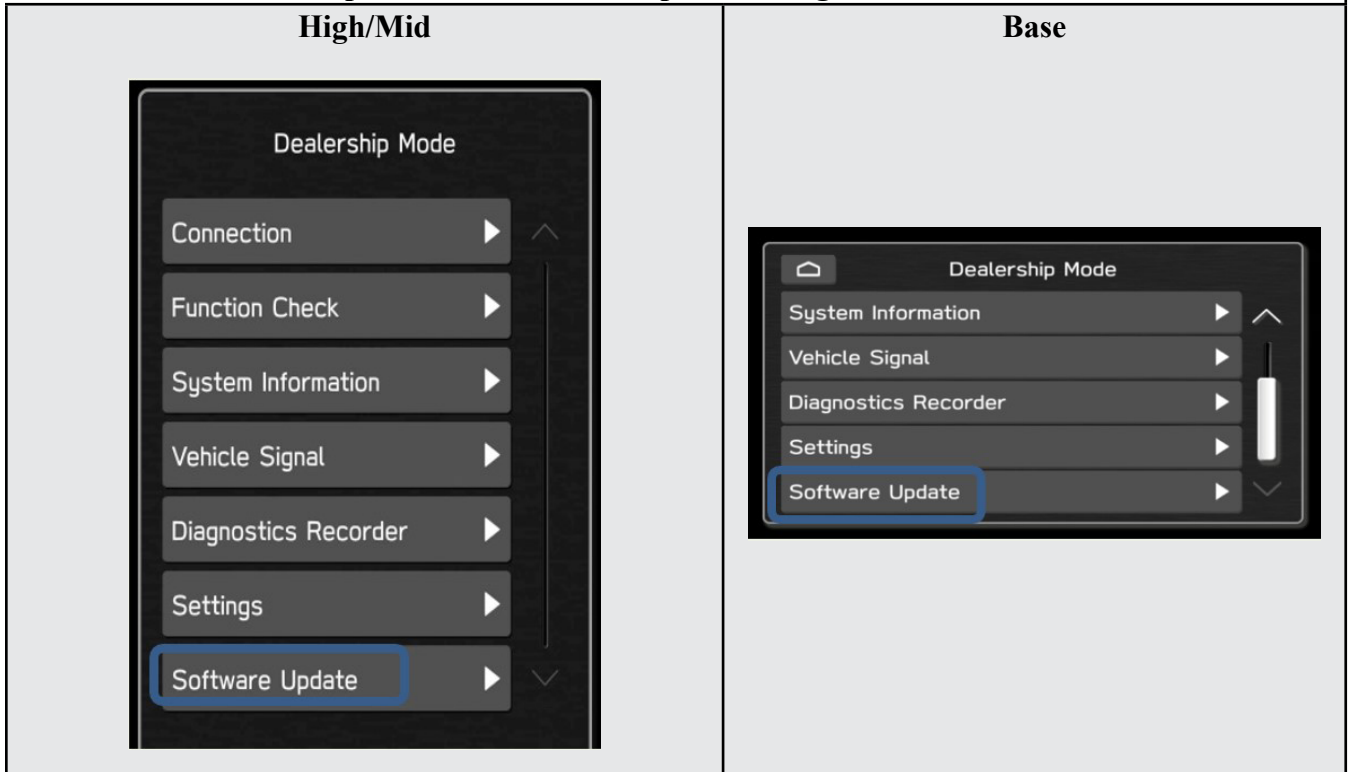 High/Mid
Base
Dealership Mode
Connection
Function Check
System Information
Vehicle Signal
Diagnostics Recorder
Settings
Software Update
Dealership Mode
System Information
Vehicle Signal
Diagnostics Recorder
Settings
Software Update